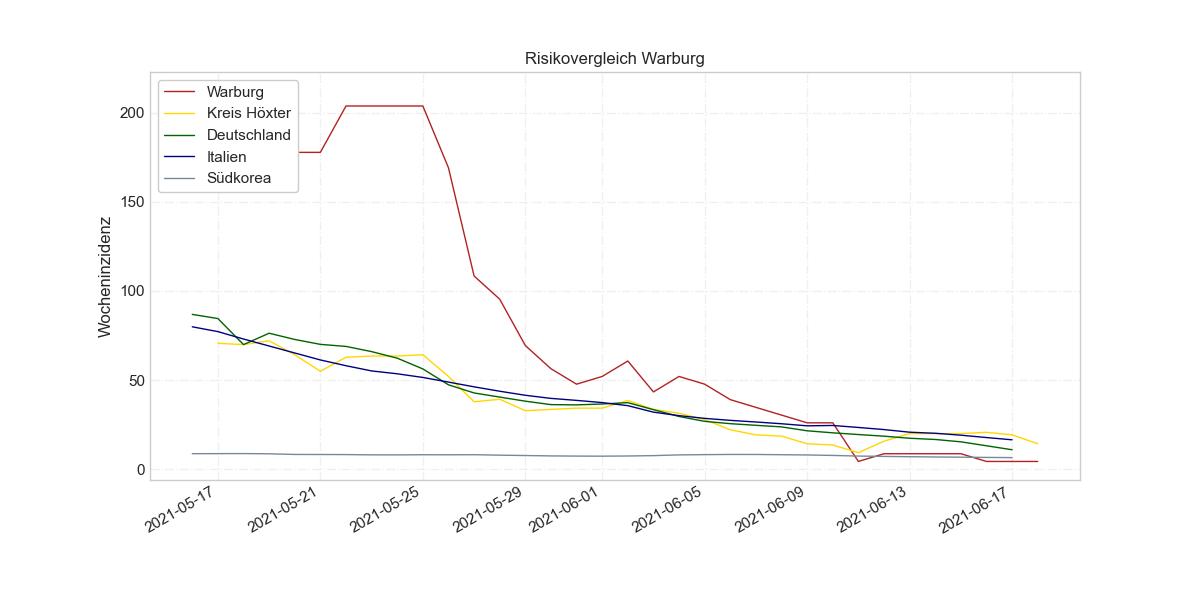 Risikovergleich Warburg
Warburg
Kreis Höxter
Deutschland
Italien
Südkorea
Wocheninzidenz
200
150
100
50
0
2021-05-17
2021-05-21
2021-05-25
2021-05-29
2021-06-01
2021-06-05
2021-06-09
2021-06-13
2021-06-17